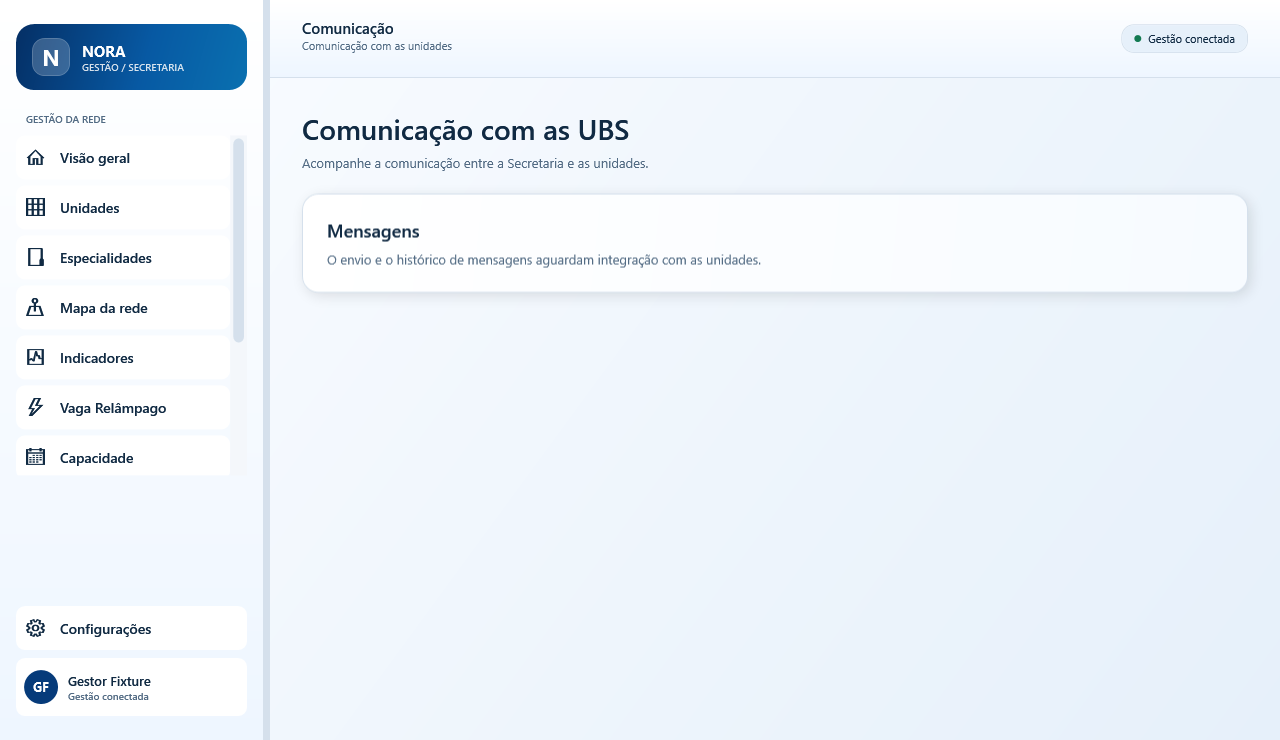 N
NORA
GESTÃO / SECRETARIA
GESTÃO DA REDE
Visão geral
Unidades
Especialidades
Mapa da rede
Indicadores
Vaga Relâmpago
Capacidade
Configurações
GF
Gestor Fixture
Gestão conectada
Comunicação
Comunicação com as unidades
Gestão conectada
Comunicação com as UBS
Acompanhe a comunicação entre a Secretaria e as unidades.
Mensagens
O envio e o histórico de mensagens aguardam integração com as unidades.